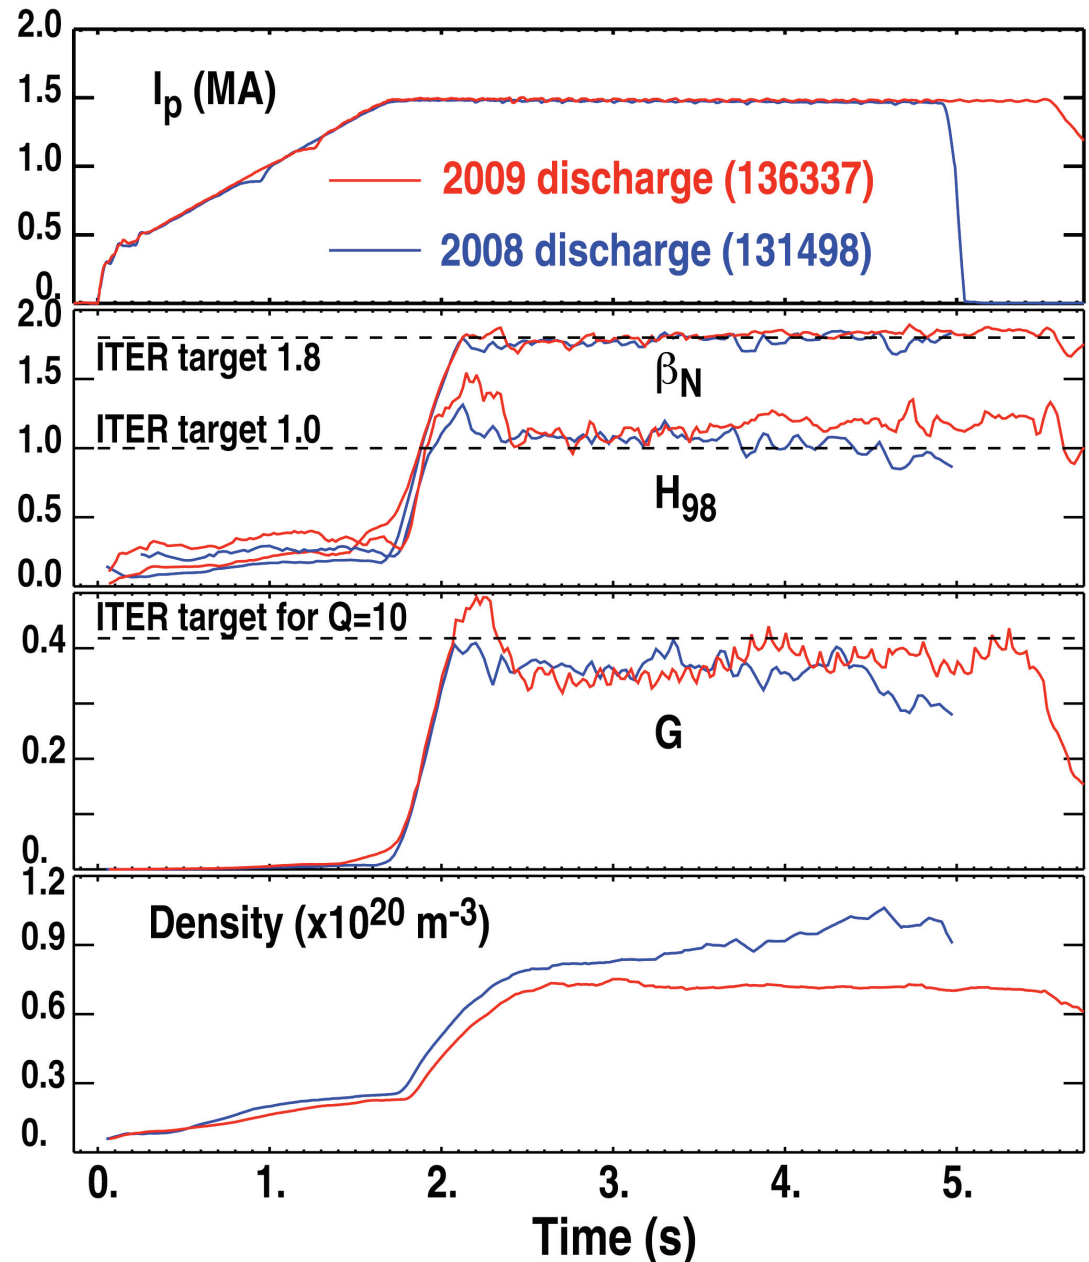 2.0
1.5
1.0
0.5
0.
I_p (MA)
2009 discharge (136337)
2008 discharge (131498)
2.0
1.5
1.0
0.5
0.0
ITER target 1.8
β_N
ITER target 1.0
H_98
ITER target for Q=10
0.4
0.2
0.
G
1.2
0.9
0.6
0.3
0.
Density (x10^20 m^-3)
0. 1. 2. 3. 4. 5.
Time (s)